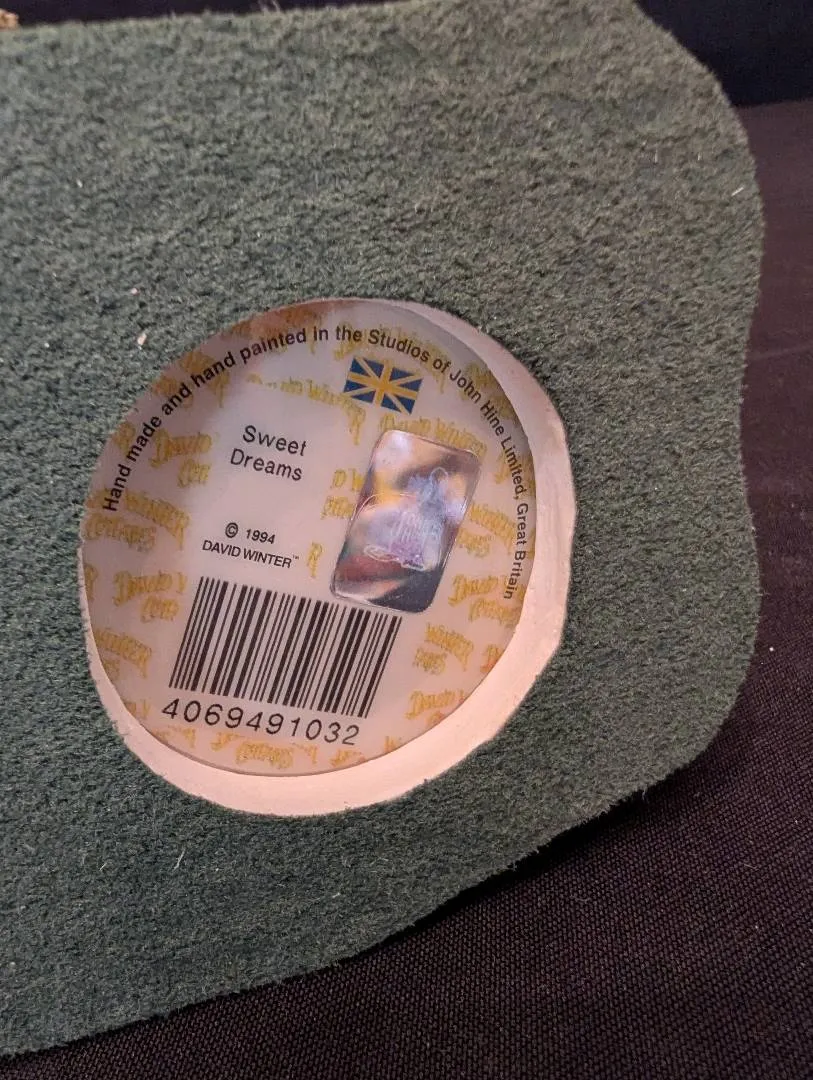 Hand made and hand painted in the Studios of John Hine Limited, Great Britain
Sweet
Dreams
© 1994
DAVID WINTER™
4069491032